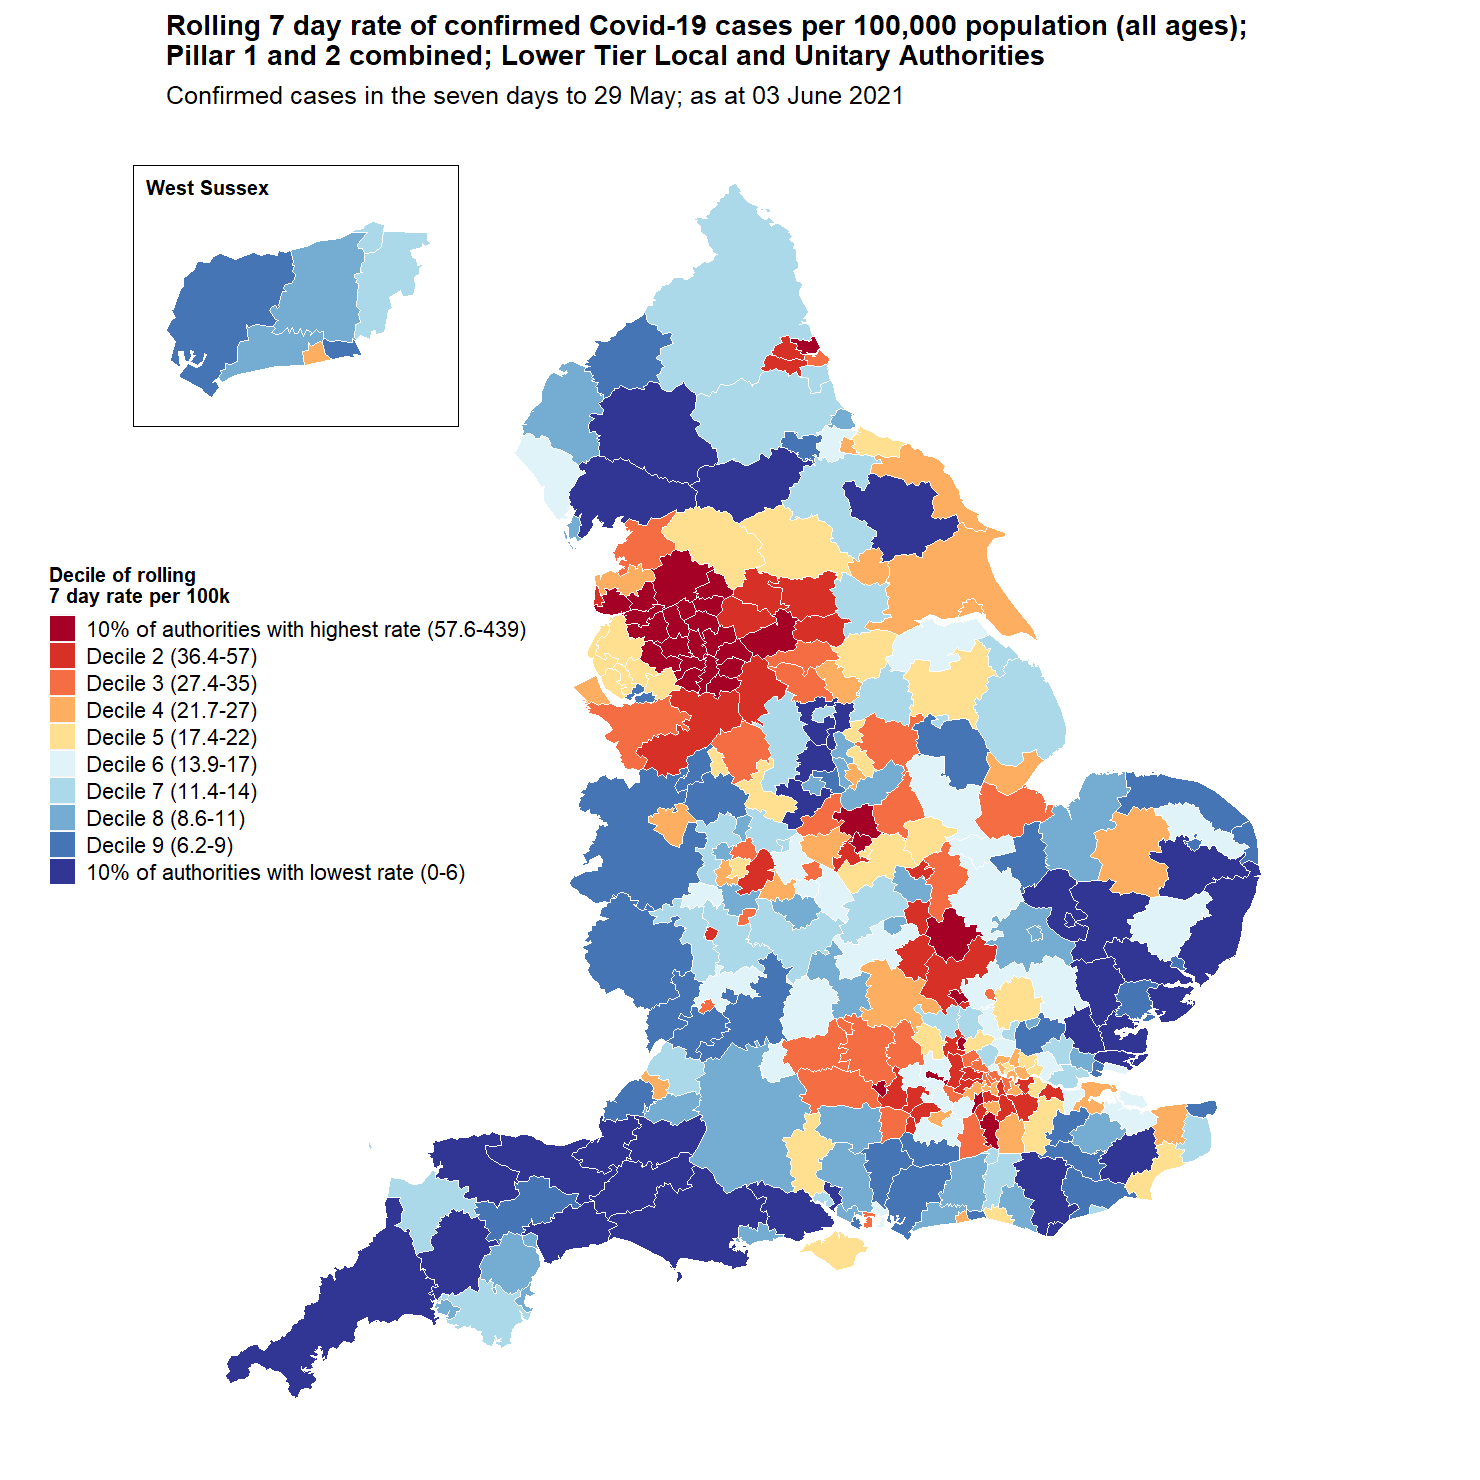 Rolling 7 day rate of confirmed Covid-19 cases per 100,000 population (all ages);
Pillar 1 and 2 combined; Lower Tier Local and Unitary Authorities
Confirmed cases in the seven days to 29 May; as at 03 June 2021
West Sussex
Decile of rolling
7 day rate per 100k
10% of authorities with highest rate (57.6-439)
Decile 2 (36.4-57)
Decile 3 (27.4-35)
Decile 4 (21.7-27)
Decile 5 (17.4-22)
Decile 6 (13.9-17)
Decile 7 (11.4-14)
Decile 8 (8.6-11)
Decile 9 (6.2-9)
10% of authorities with lowest rate (0-6)